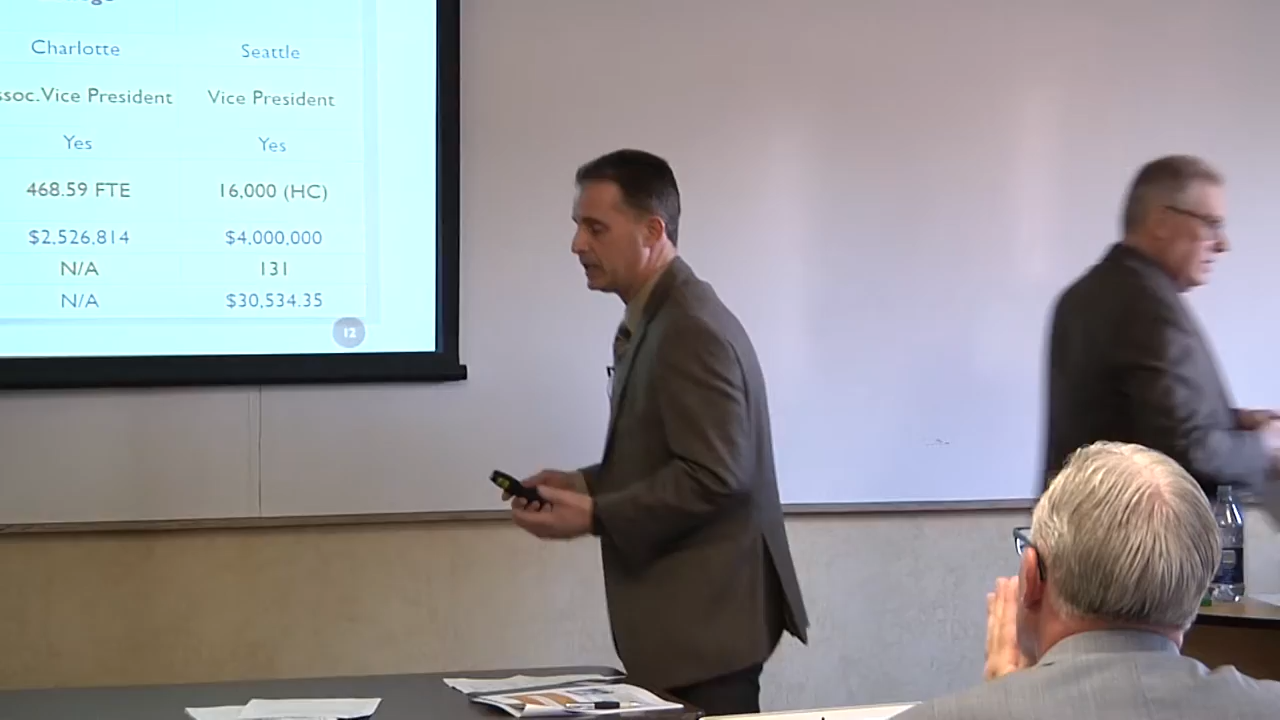 Charlotte Seattle
Vice President Vice President
Yes Yes
468.59 FTE 16,000 (HC)
$2,526,814 $4,000,000
N/A 131
N/A $30,534.35
12